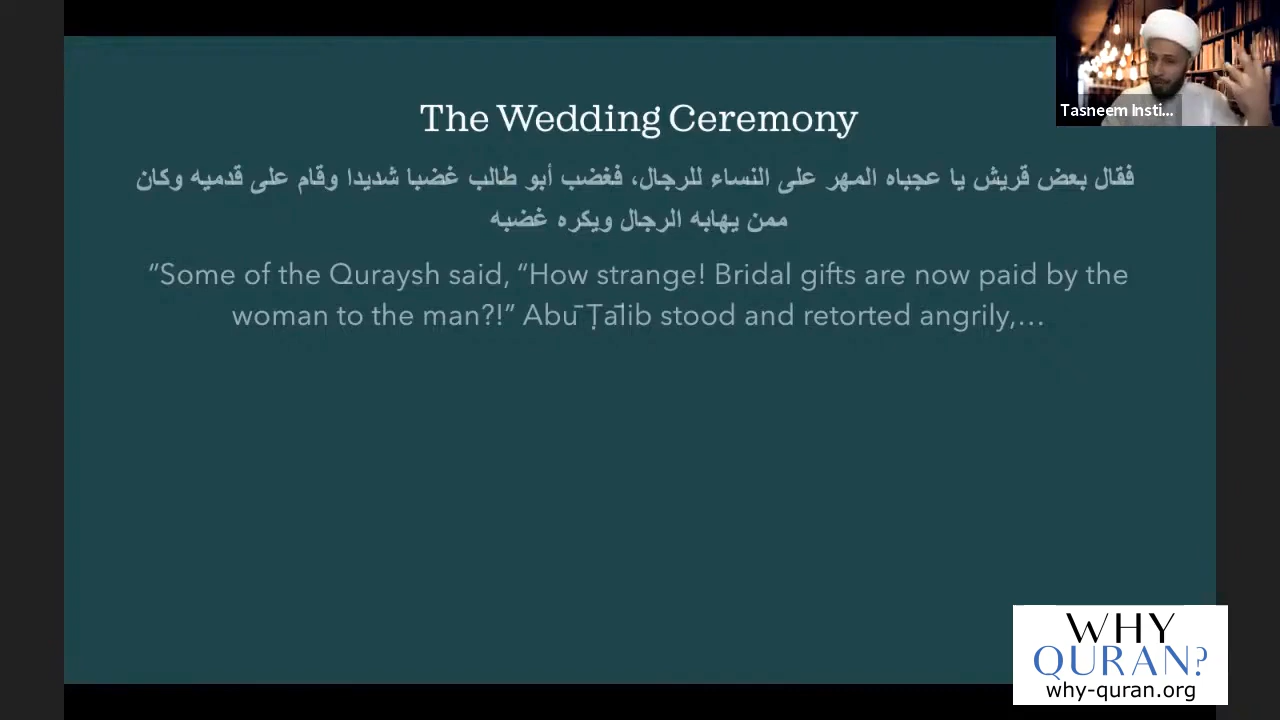 Tasneem Insti...
The Wedding Ceremony
فقال بعض قريش يا عجباه المهر على النساء للرجال، فغضب أبو طالب غضبا شديدا وقام على قدميه وكان
ممن يهابه الرجال ويكره غضبه
“Some of the Quraysh said, “How strange! Bridal gifts are now paid by the
woman to the man?!” Abū Ṭālib stood and retorted angrily,…
WHY
QURAN?
why-quran.org